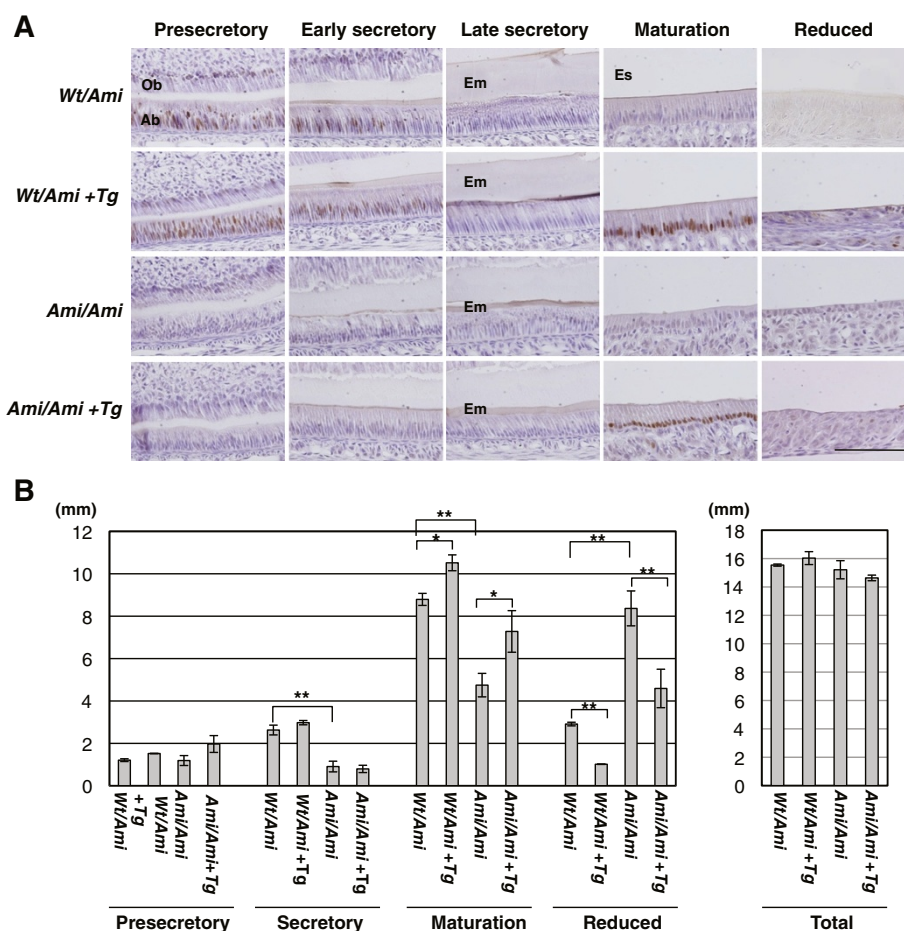 A
Presecretory Early secretory Late secretory Maturation Reduced
Wt/Ami
Ob
Ab
Em
Es
Wt/Ami +Tg
Em
Ami/Ami
Em
Ami/Ami +Tg
Em
B
(mm)
12
10
8
6
4
2
0
**
**
*
*
**
**
**
Wt/Ami
+Tg
Wt/Ami
Ami/Ami
Ami/Ami+Tg
Wt/Ami
Wt/Ami +Tg
Ami/Ami
Ami/Ami +Tg
Wt/Ami
Wt/Ami +Tg
Ami/Ami
Ami/Ami +Tg
Wt/Ami
Wt/Ami +Tg
Ami/Ami
Ami/Ami +Tg
Presecretory Secretory Maturation Reduced
(mm)
18
16
14
12
10
8
6
4
2
0
Wt/Ami
Wt/Ami +Tg
Ami/Ami
Ami/Ami +Tg
Total